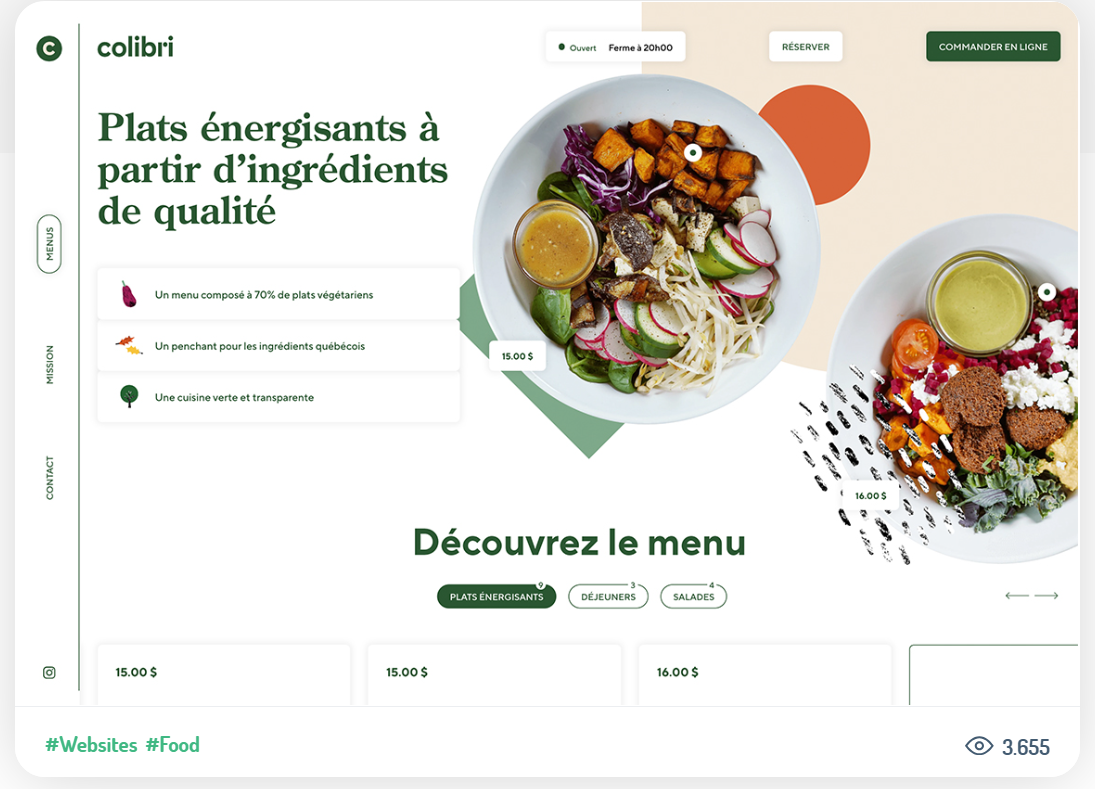 C
colibri
Ouvert Ferme à 20h00
RÉSERVER
COMMANDER EN LIGNE
Plats énergisants à
partir d’ingrédients
de qualité
MENUS
MISSION
CONTACT
Un menu composé à 70% de plats végétariens
Un penchant pour les ingrédients québécois
Une cuisine verte et transparente
15.00 $
16.00 $
Découvrez le menu
PLATS ÉNERGISANTS 9
DÉJEUNERS 3
SALADES 4
15.00 $
15.00 $
16.00 $
#Websites #Food
3.655